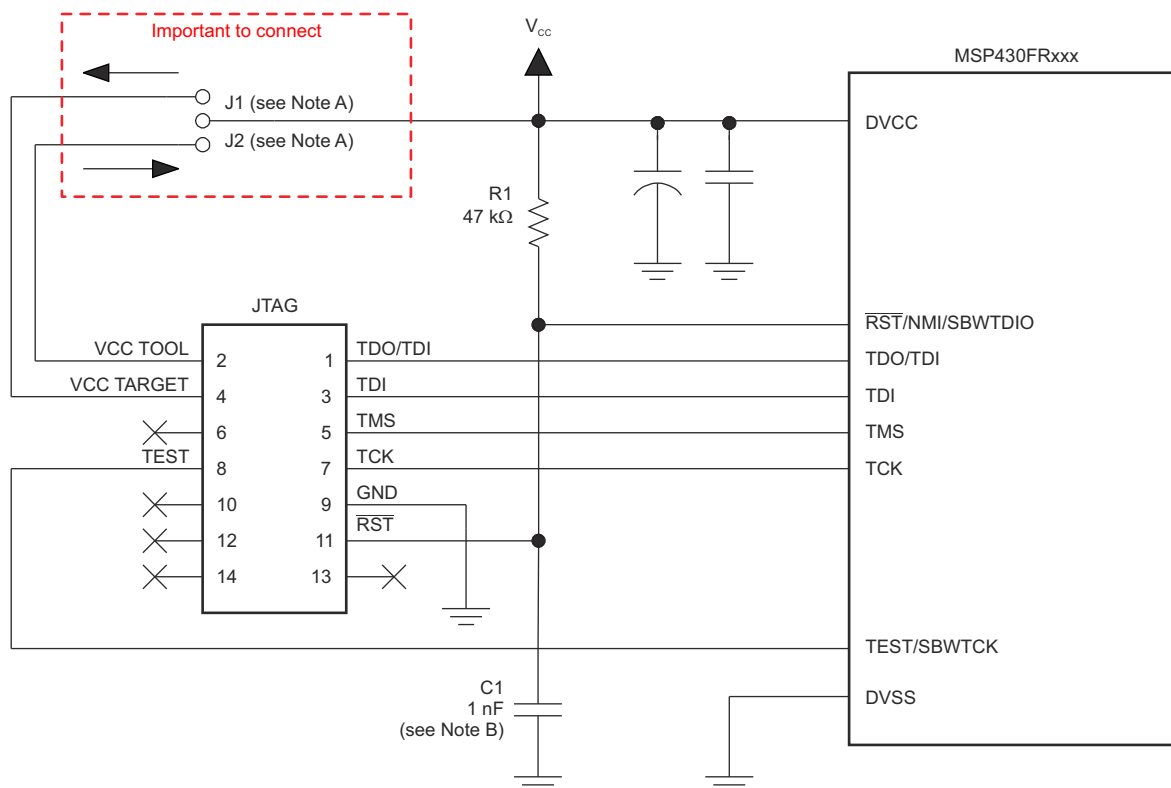 Important to connect
J1 (see Note A)
J2 (see Note A)
VCC
MSP430FRxxx
DVCC
R1
47 kΩ
JTAG
RST/NMI/SBWTDIO
VCC TOOL 2 1 TDO/TDI TDO/TDI
VCC TARGET 4 3 TDI TDI
6 5 TMS TMS
TEST 8 7 TCK TCK
10 9 GND
12 11 RST
14 13
TEST/SBWTCK
C1
1 nF
(see Note B)
DVSS